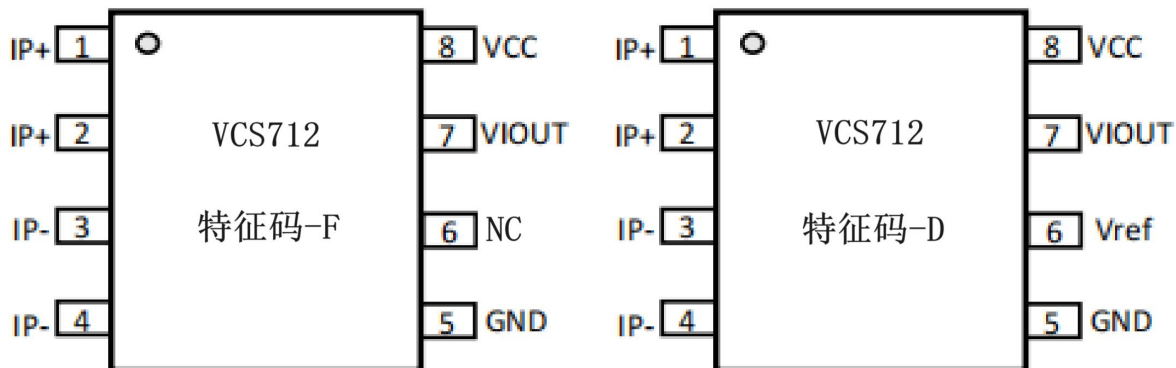 IP+ 1 8 VCC
IP+ 2 VCS712 7 VIOUT
IP- 3 特征码-F 6 NC
IP- 4 5 GND
IP+ 1 8 VCC
IP+ 2 VCS712 7 VIOUT
IP- 3 特征码-D 6 Vref
IP- 4 5 GND